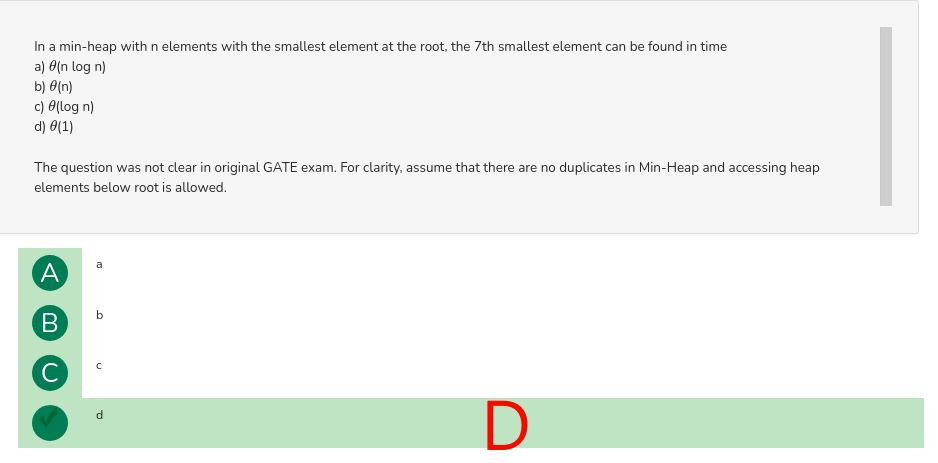 In a min-heap with n elements with the smallest element at the root, the 7th smallest element can be found in time
a) θ(n log n)
b) θ(n)
c) θ(log n)
d) θ(1)
The question was not clear in original GATE exam. For clarity, assume that there are no duplicates in Min-Heap and accessing heap
elements below root is allowed.
A a
B b
C c
d D